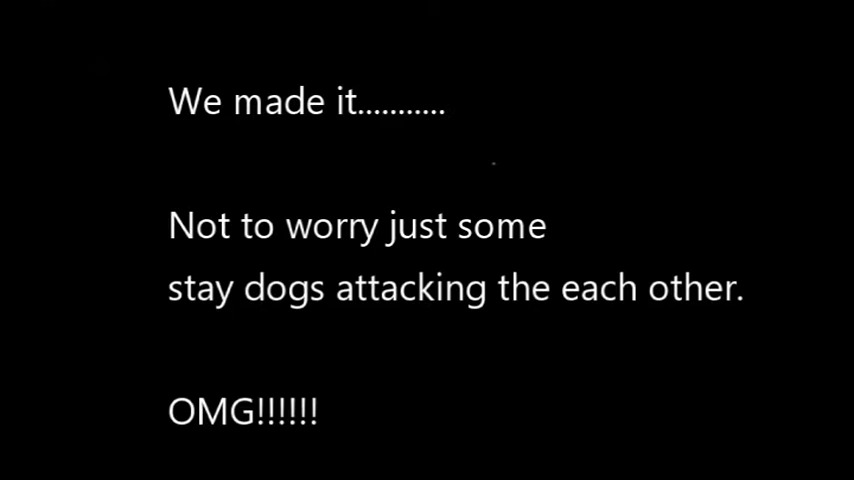 We made it...........
Not to worry just some
stay dogs attacking the each other.
OMG!!!!!!